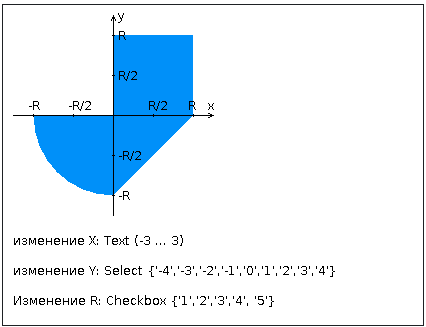 y
R
R/2
-R -R/2 R/2 R x
-R/2
-R
изменение X: Text (-3 ... 3)
изменение Y: Select {'-4','-3','-2','-1','0','1','2','3','4'}
Изменение R: Checkbox {'1','2','3','4', '5'}